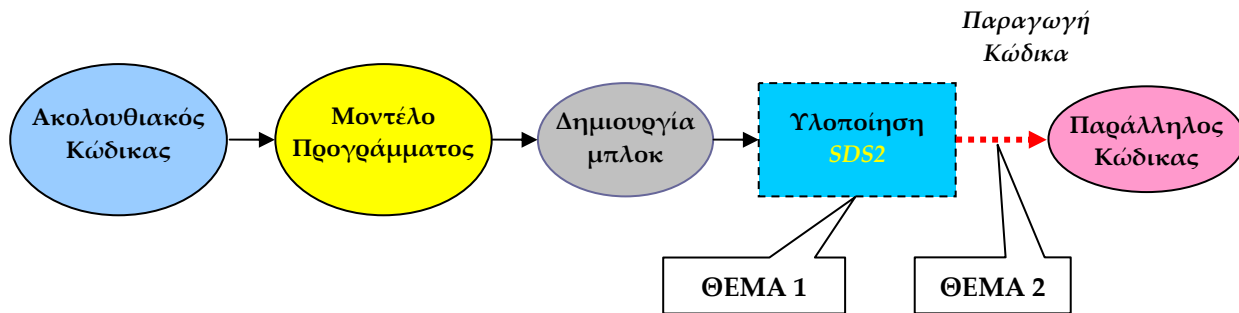 Παραγωγή
Κώδικα
Ακολουθιακός
Κώδικας
Μοντέλο
Προγράμματος
Δημιουργία
μπλοκ
Υλοποίηση
SDS2
Παράλληλος
Κώδικας
ΘΕΜΑ 1
ΘΕΜΑ 2